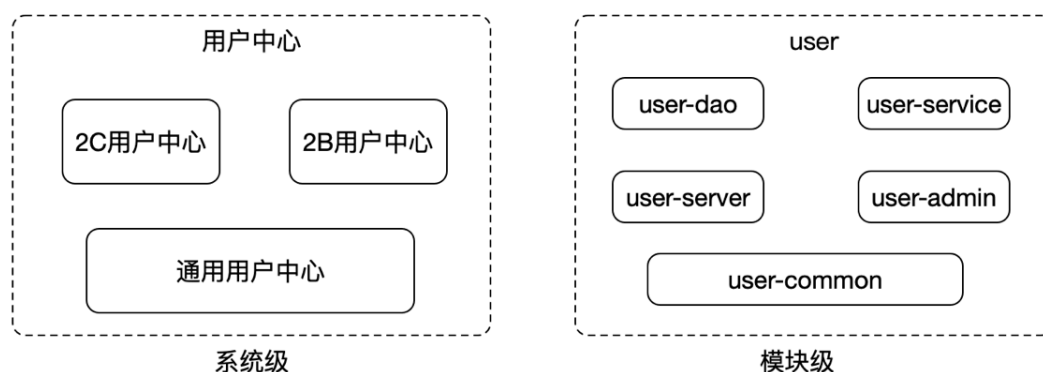 用户中心
2C用户中心
2B用户中心
通用用户中心
系统级
user
user-dao
user-service
user-server
user-admin
user-common
模块级